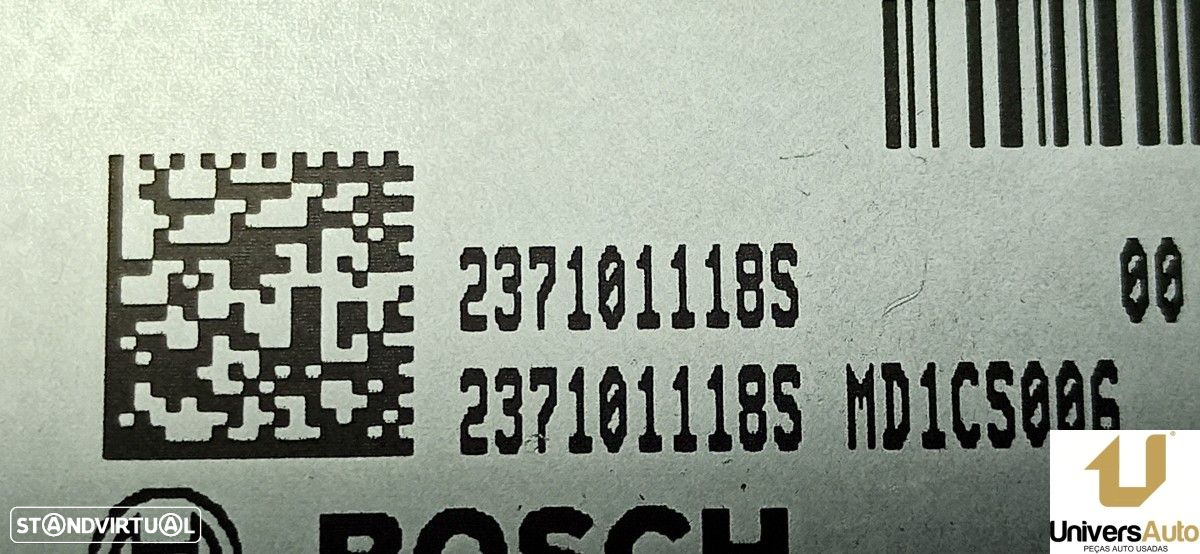 237101118S 00
237101118S MD1CS006
BOSCH
STANDVIRTUAL
UniversAuto
PEÇAS AUTO USADAS